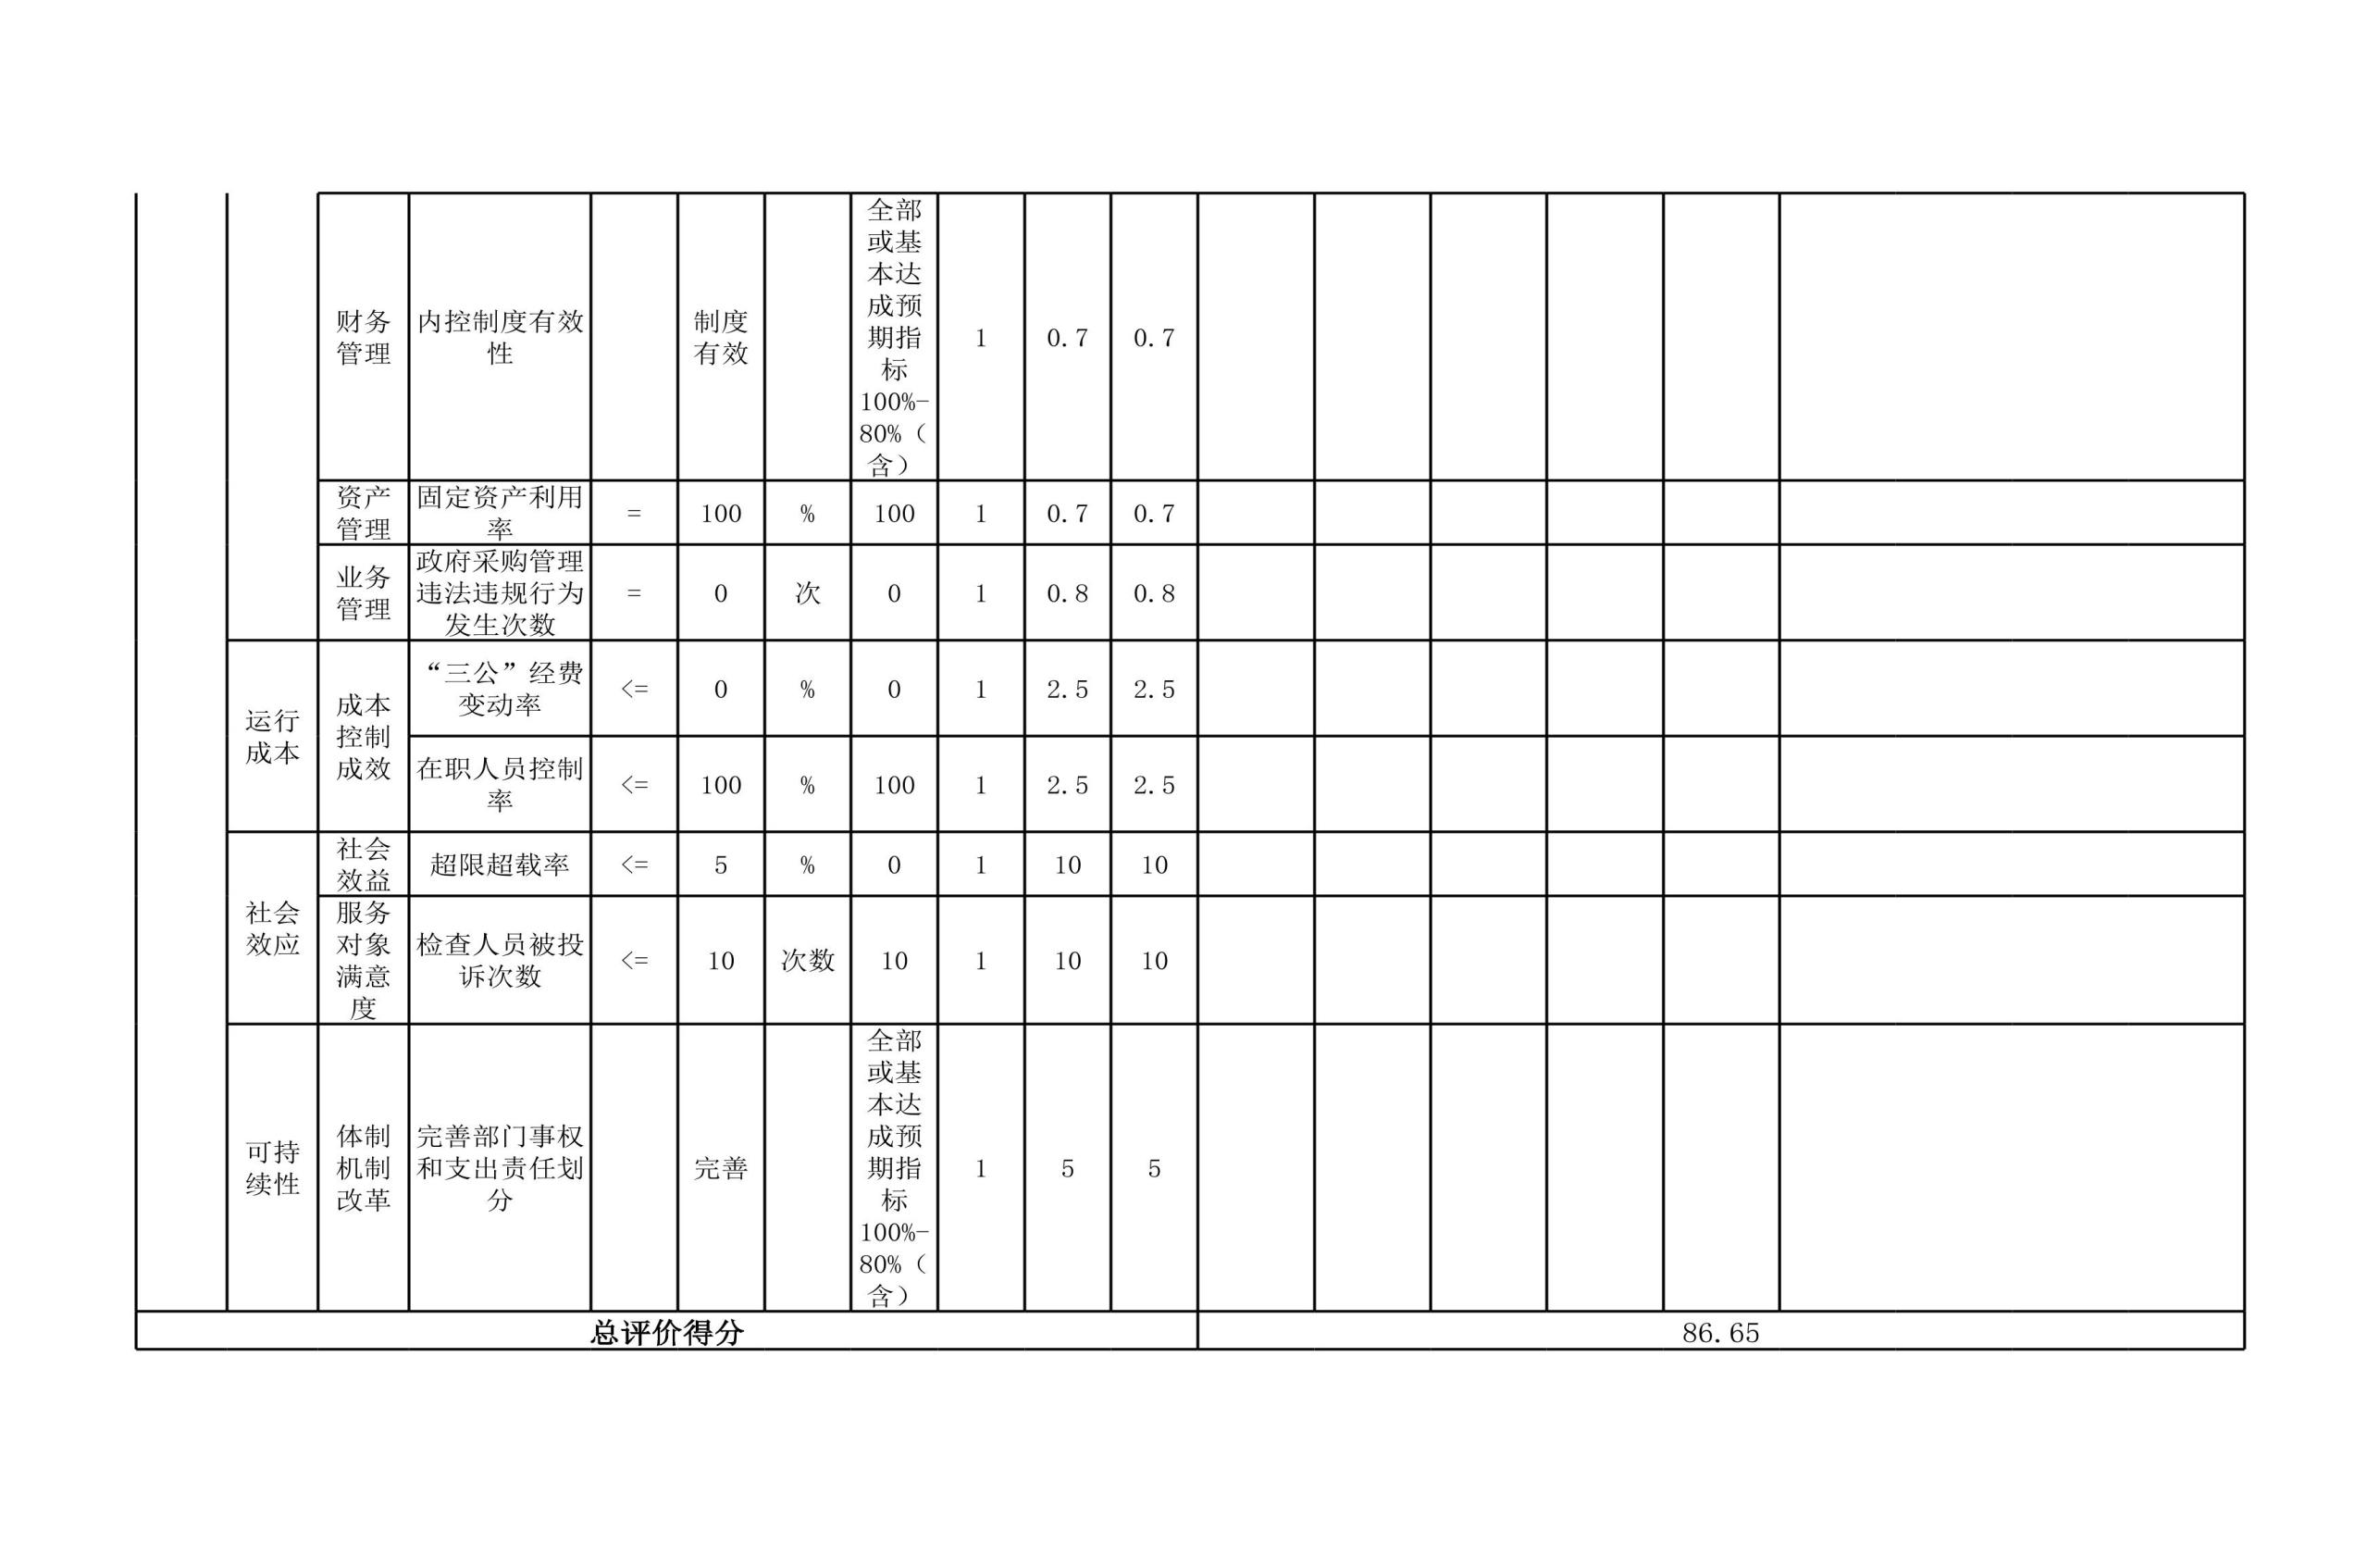 财务
管理
内控制度有效
性
制度
有效
全部
或基
本达
成预
期指
标
100%-
80%（
含）
1
0.7
0.7
资产
管理
固定资产利用
率
=
100
%
100
1
0.7
0.7
业务
管理
政府采购管理
违法违规行为
发生次数
=
0
次
0
1
0.8
0.8
运行
成本
成本
控制
成效
“三公”经费
变动率
<=
0
%
0
1
2.5
2.5
在职人员控制
率
<=
100
%
100
1
2.5
2.5
社会
效应
社会
效益
超限超载率
<=
5
%
0
1
10
10
服务
对象
满意
度
检查人员被投
诉次数
<=
10
次数
10
1
10
10
可持
续性
体制
机制
改革
完善部门事权
和支出责任划
分
完善
全部
或基
本达
成预
期指
标
100%-
80%（
含）
1
5
5
总评价得分
86.65